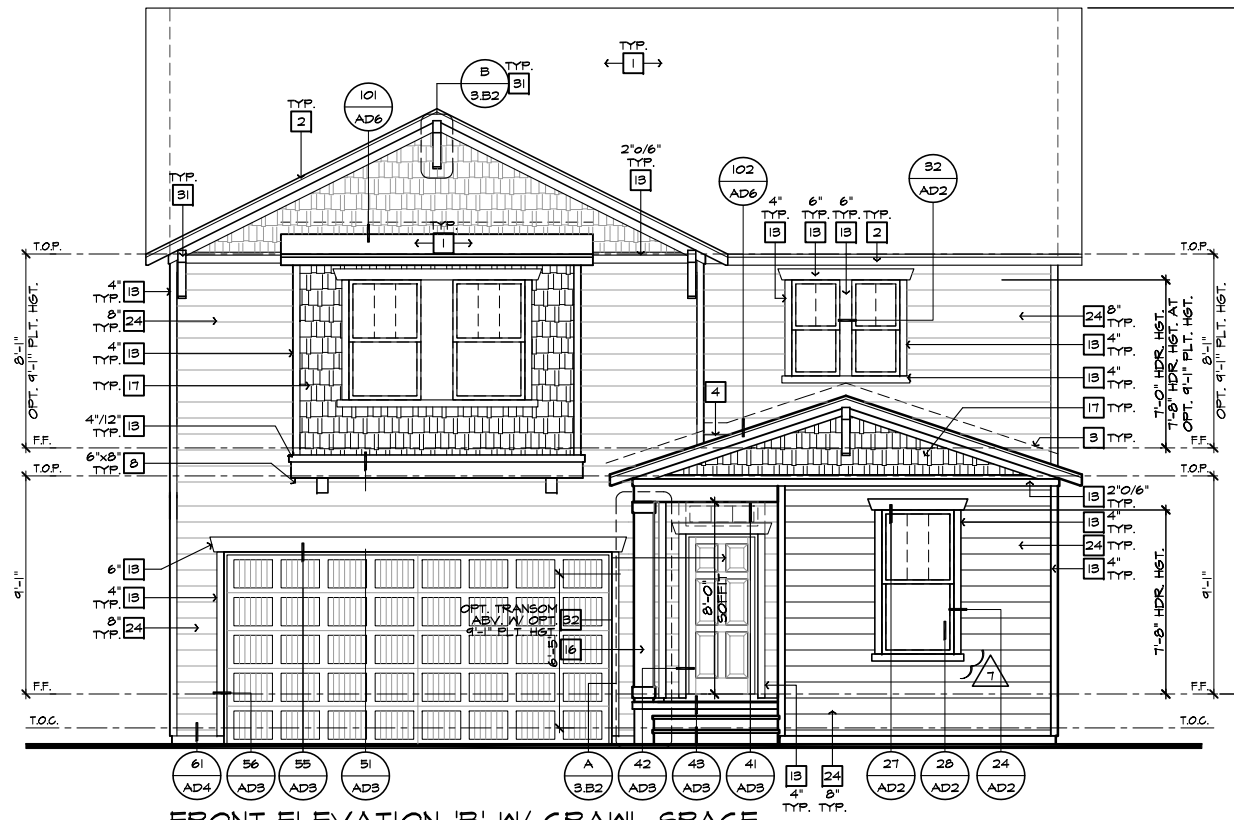 TYP.
1
B
3.B2
TYP.
31
101
AD6
TYP.
2
2"o/6"
TYP.
13
102
AD6
32
AD2
TYP.
31
4"
TYP.
13
6"
TYP.
13
6"
TYP.
13
TYP.
2
TYP.
1
T.O.P.
T.O.P.
4"
TYP.
13
8"
TYP.
24
4"
TYP.
13
TYP.
17
4"/12"
TYP.
13
6"x8"
TYP.
8
8'-1"
OPT. 9'-1" PLT. HGT.
F.F.
T.O.P.
24
8"
TYP.
13
4"
TYP.
13
4"
TYP.
17
TYP.
3
TYP.
4
7'-0" HDR. HGT.
7'-8" HDR. HGT. AT
OPT. 9'-1" PLT. HGT.
8'-1"
OPT. 9'-1" PLT. HGT.
F.F.
T.O.P.
13
2"O/6"
TYP.
13
4"
TYP.
24
TYP.
13
4"
TYP.
9'-1"
6"
13
4"
TYP.
13
8"
TYP.
24
OPT. TRANSOM
ABV. W/ OPT.
9'-1" PLT. HGT.
32
6'-5"
16
8'-0"
SOFFIT
7'-8" HDR. HGT.
9'-1"
7
F.F.
F.F.
T.O.C.
T.O.C.
61
AD4
56
AD3
55
AD3
51
AD3
A
3.B2
42
AD3
43
AD3
41
AD3
13
4"
TYP.
24
8"
TYP.
27
AD2
28
AD2
24
AD2
FRONT ELEVATION 'B' W/ CRAWL SPACE